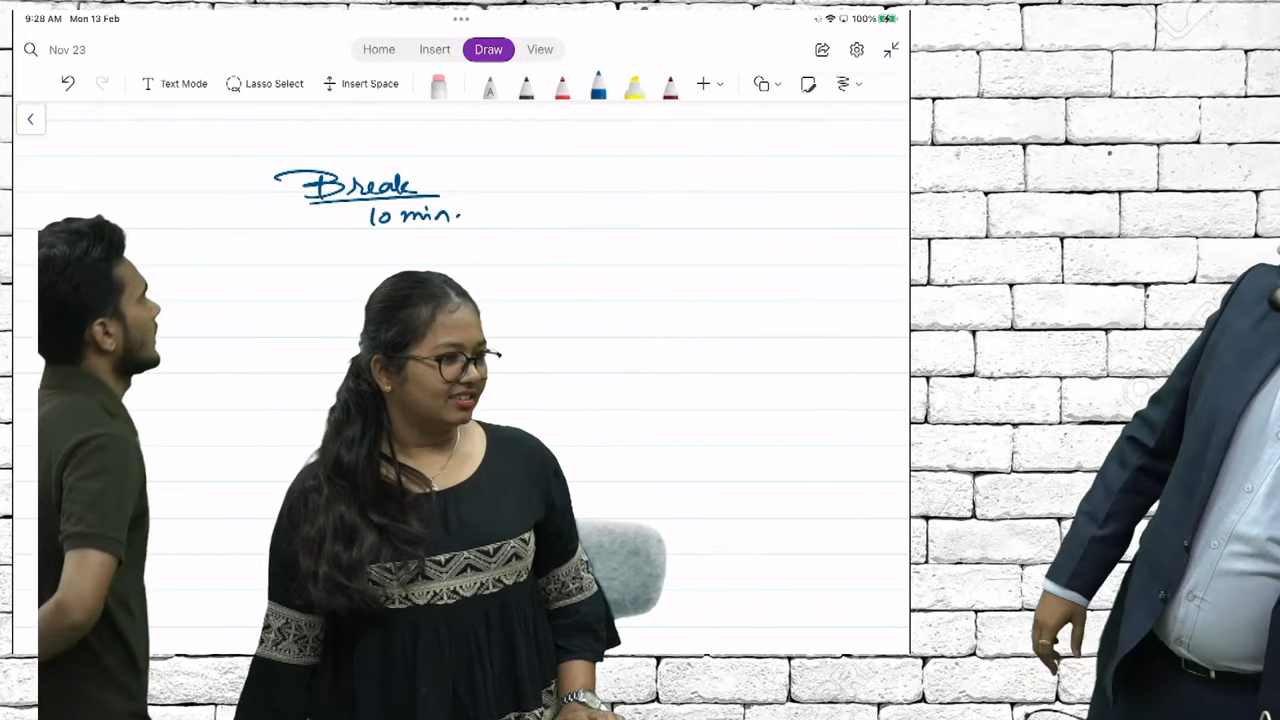 9:28 AM Mon 13 Feb
100%
Nov 23
Home Insert Draw View
Text Mode Lasso Select Insert Space
A
Break
10 min.